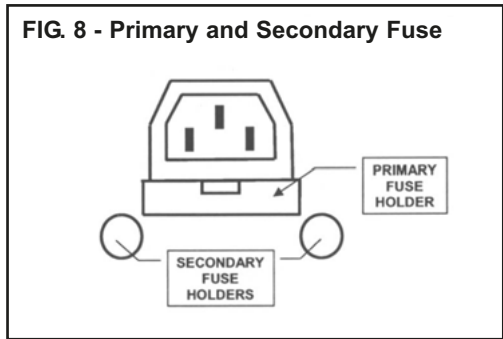 FIG. 8 - Primary and Secondary Fuse
PRIMARY
FUSE
HOLDER
SECONDARY
FUSE
HOLDERS